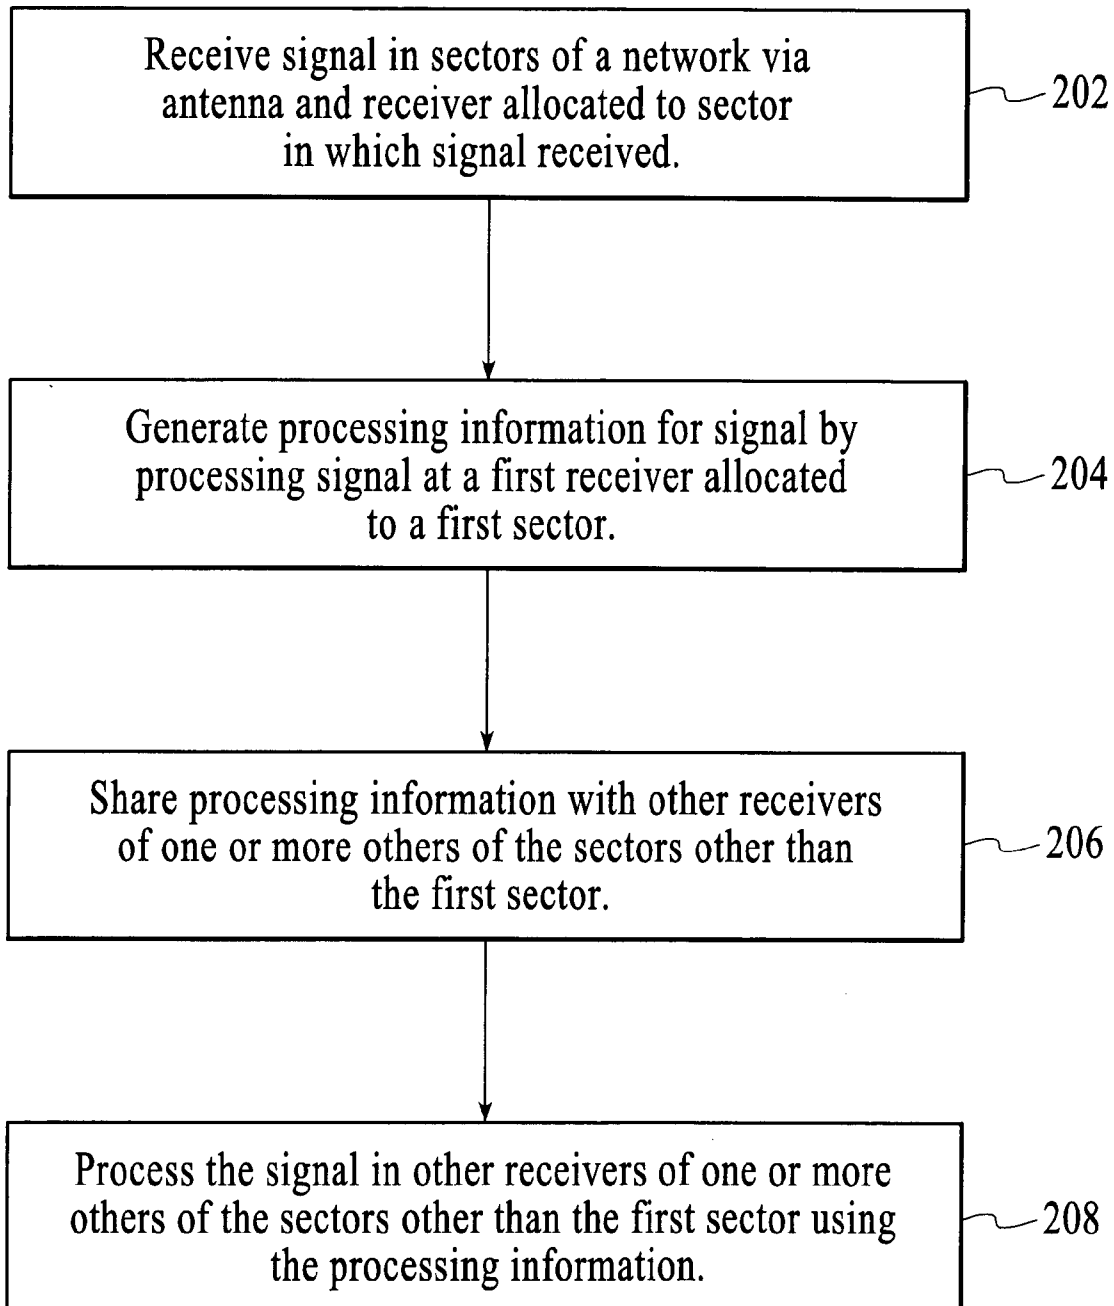 Receive signal in sectors of a network via
antenna and receiver allocated to sector
in which signal received.
202
Generate processing information for signal by
processing signal at a first receiver allocated
to a first sector.
204
Share processing information with other receivers
of one or more others of the sectors other than
the first sector.
206
Process the signal in other receivers of one or more
others of the sectors other than the first sector using
the processing information.
208